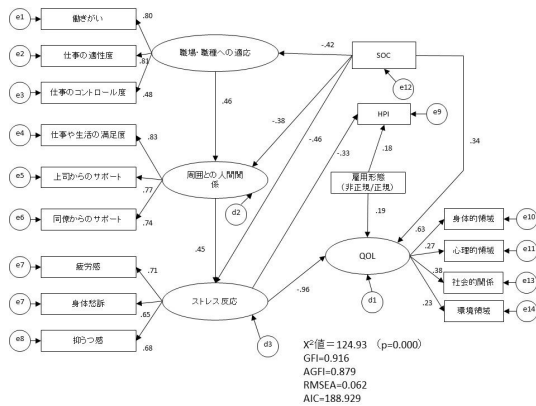 e1
働きがい
.80
e2
仕事の適性度
.81
e3
仕事のコントロール度
.48
職場・職種への適応
-.42
SOC
e12
HPI
e9
.46
-.38
-.46
-.33
.18
.34
e4
仕事や生活の満足度
.83
e5
上司からのサポート
.77
e6
同僚からのサポート
.74
周囲との人間関
係
d2
雇用形態
(非正規/正規)
.19
.45
e7
疲労感
.71
e7
身体愁訴
.65
e8
抑うつ感
.68
ストレス反応
d3
-.96
QOL
d1
.63
身体的領域
e10
.27
心理的領域
e11
.38
社会的関係
e13
.23
環境領域
e14
X²値＝124.93 （p=0.000）
GFI=0.916
AGFI=0.879
RMSEA=0.062
AIC=188.929